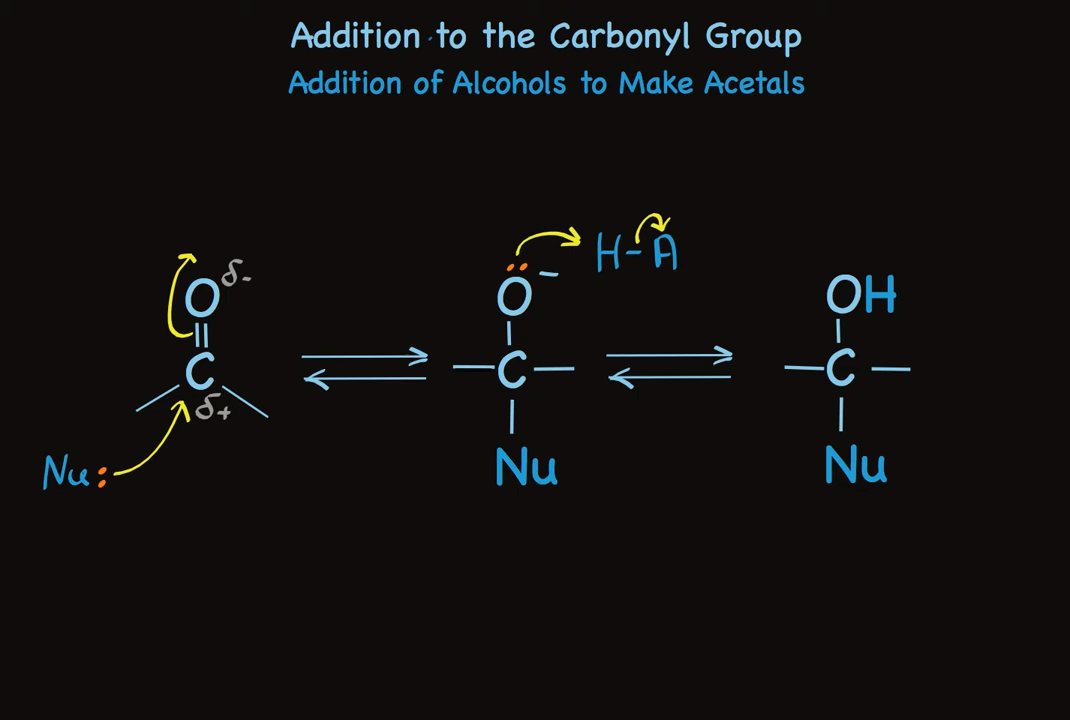 Addition to the Carbonyl Group
Addition of Alcohols to Make Acetals
H-A
O δ-
O -
OH
C
C
C
δ+
Nu:
Nu
Nu